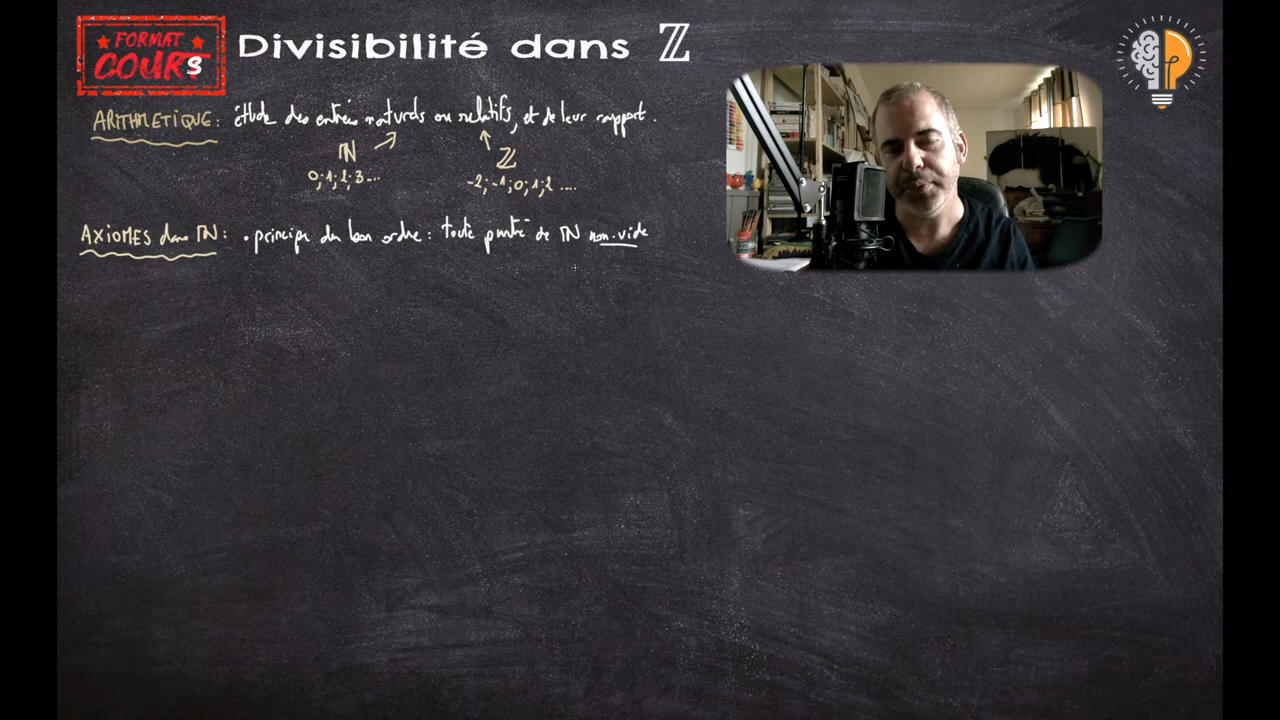 FORMAT
COURS
Divisibilité dans ℤ
ARITHMETIQUE : étude des entiers naturels ou relatifs, et de leur rapport.
ℕ ℤ
0;1;2;3... -2;-1;0;1;2....
AXIOMES dans ℕ : • principe du bon ordre : toute partie de ℕ non-vide